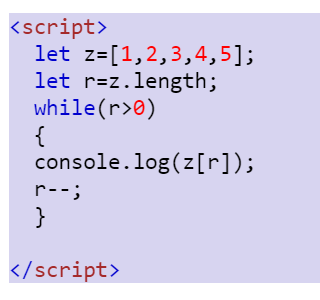 <script>
let z=[1,2,3,4,5];
let r=z.length;
while(r>0)
{
console.log(z[r]);
r--;
}
</script>